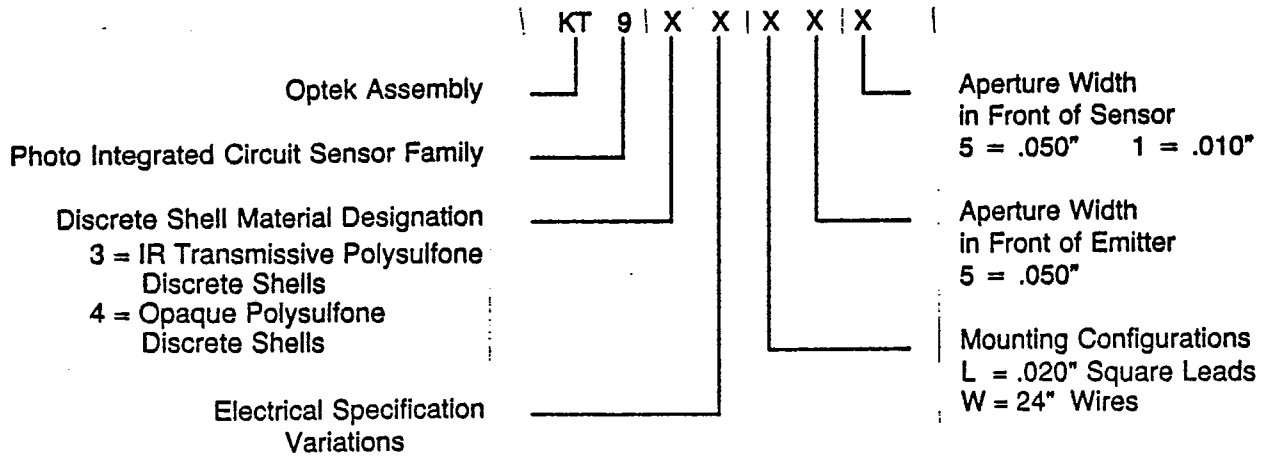 KT 9 X X X X X
Optek Assembly
Photo Integrated Circuit Sensor Family
Discrete Shell Material Designation
3 = IR Transmissive Polysulfone
Discrete Shells
4 = Opaque Polysulfone
Discrete Shells
Electrical Specification
Variations
Aperture Width
in Front of Sensor
5 = .050" 1 = .010"
Aperture Width
in Front of Emitter
5 = .050"
Mounting Configurations
L = .020" Square Leads
W = 24" Wires